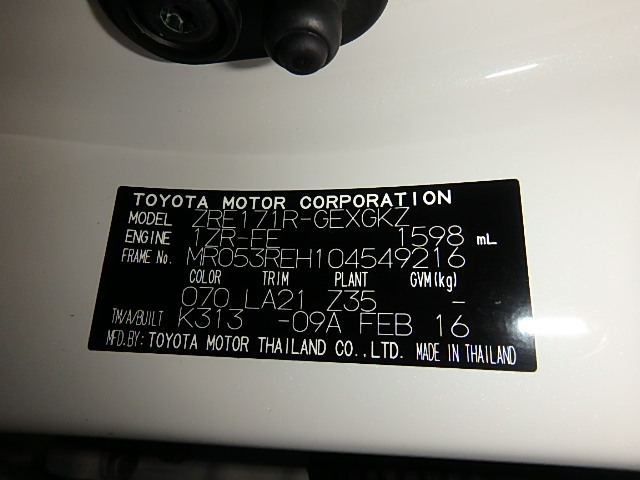 TOYOTA MOTOR CORPORATION
MODEL ZRE171R-GEXGKZ
ENGINE 1ZR-FE 1598 mL
FRAME No. MR053REH104549216
COLOR TRIM PLANT GVM(kg)
070 LA21 Z35 -
TM/A/BUILT K313 -09A FEB 16
MFD.BY: TOYOTA MOTOR THAILAND CO.,LTD. MADE IN THAILAND